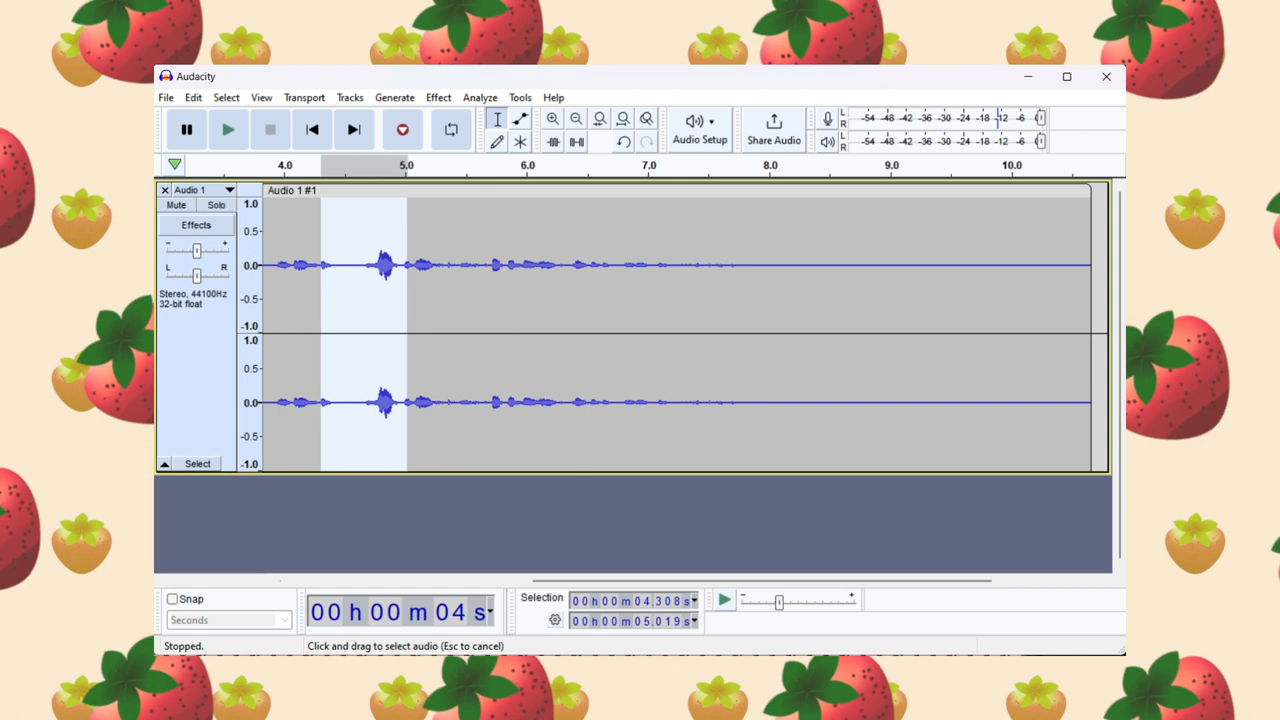 Audacity
File Edit Select View Transport Tracks Generate Effect Analyze Tools Help
L
R
-54 -48 -42 -36 -30 -24 -18 -12 -6
Audio Setup
Share Audio
L
R
-54 -48 -42 -36 -30 -24 -18 -12 -6
4.0 5.0 6.0 7.0 8.0 9.0 10.0
Audio 1
Audio 1 #1
Mute Solo
Effects
- +
L R
Stereo, 44100Hz
32-bit float
Select
1.0
0.5
0.0
-0.5
-1.0
1.0
0.5
0.0
-0.5
-1.0
Snap
Seconds
00 h 00 m 04 s
Selection
00 h 00 m 04.308 s
00 h 00 m 05.019 s
- +
Stopped.
Click and drag to select audio (Esc to cancel)